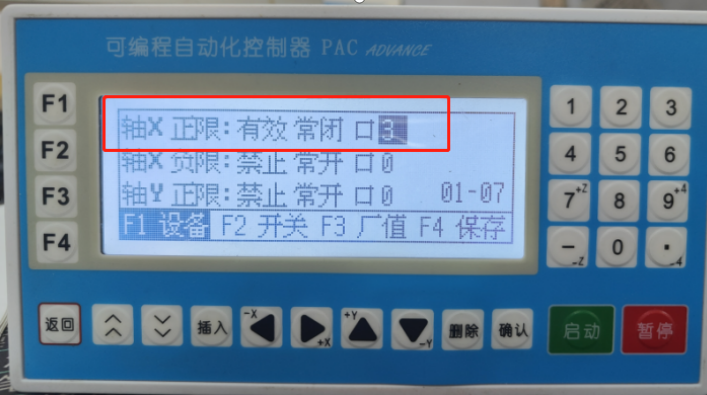 可编程自动化控制器 PAC ADVANCE
F1
F2
F3
F4
轴X 正限:有效 常闭 口3
轴X 负限:禁止 常开 口0
轴Y 正限:禁止 常开 口0 01-07
F1 设备 F2 开关 F3 厂值 F4 保存
1 2 3
4 5 6
7 +Z 8 9 +4
- -Z 0 . -4
返回 插入 -X +X +Y -Y 删除 确认 启动 暂停